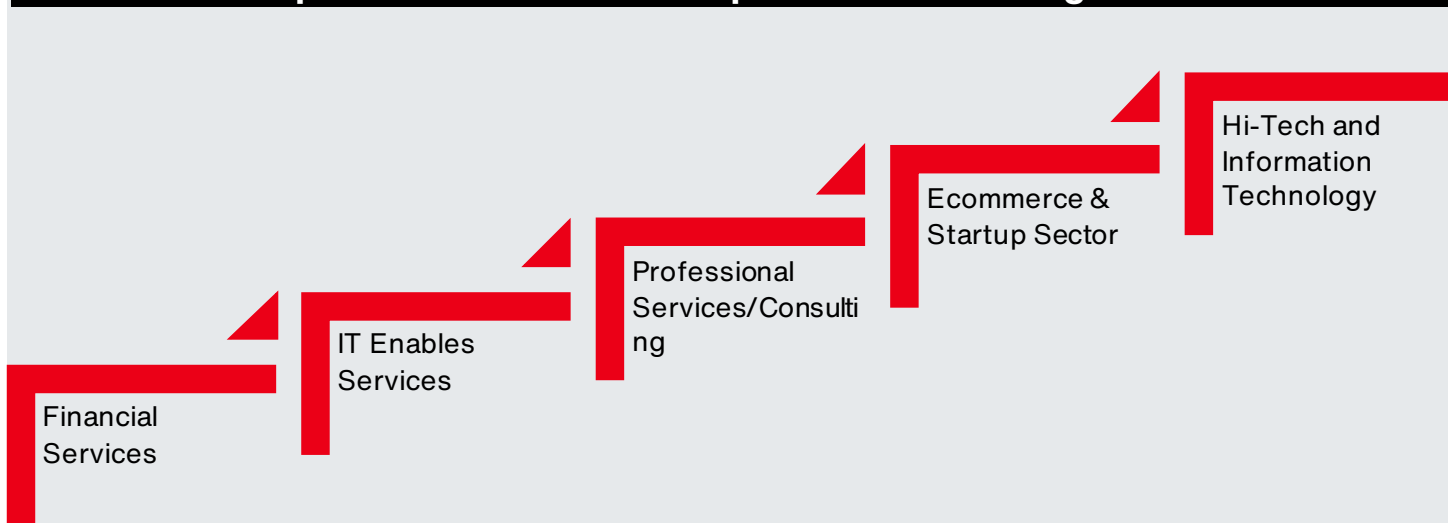 Financial
Services
IT Enables
Services
Professional
Services/Consulti
ng
Ecommerce &
Startup Sector
Hi-Tech and
Information
Technology